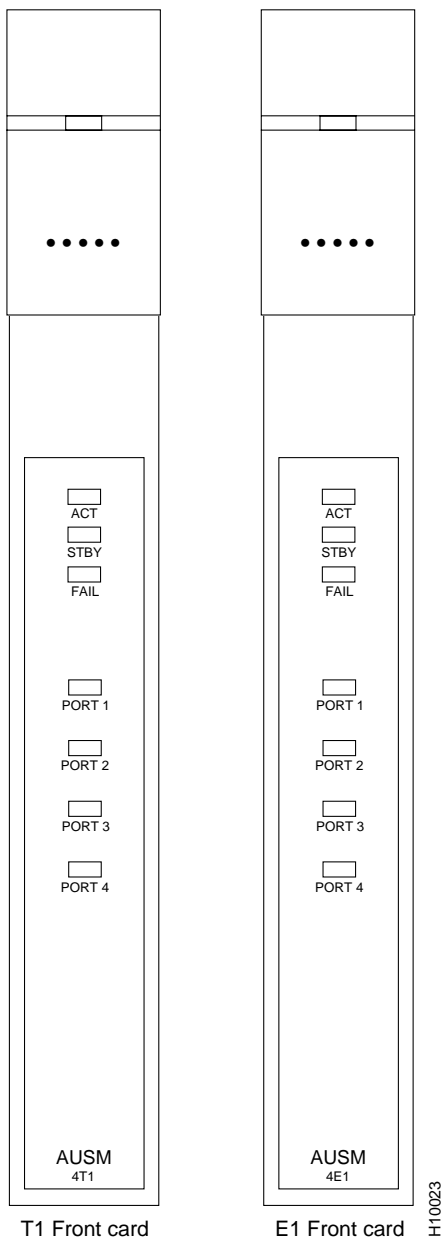 ACT
STBY
FAIL
PORT 1
PORT 2
PORT 3
PORT 4
AUSM
4T1
T1 Front card
ACT
STBY
FAIL
PORT 1
PORT 2
PORT 3
PORT 4
AUSM
4E1
E1 Front card
H10023